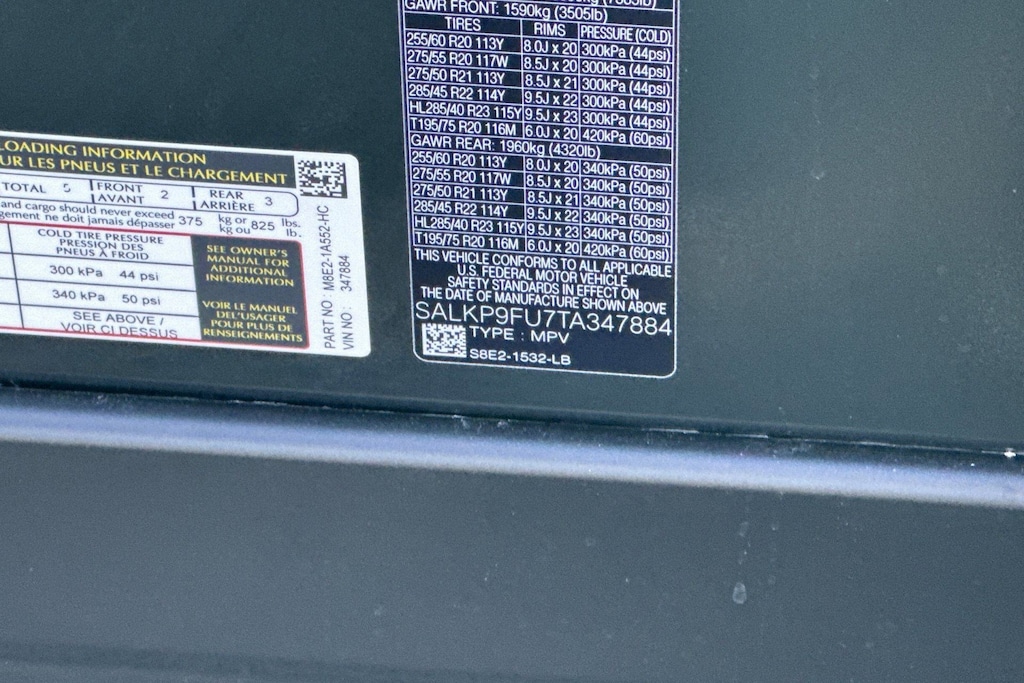 LOADING INFORMATION
UR LES PNEUS ET LE CHARGEMENT
TOTAL 5 FRONT AVANT 2 REAR ARRIÈRE 3
and cargo should never exceed 375 kg or 825 lbs.
gement ne doit jamais dépasser kg ou lb.
COLD TIRE PRESSURE
PRESSION DES
PNEUS À FROID
300 kPa 44 psi
340 kPa 50 psi
SEE ABOVE /
VOIR CI DESSUS
SEE OWNER'S
MANUAL FOR
ADDITIONAL
INFORMATION
VOIR LE MANUEL
DEL'USAGER
POUR PLUS DE
RENSEIGNEMENTS
PART NO : M8E2-1A552-HC
VIN NO : 347884
GAWR FRONT: 1590kg (3505lb)
TIRES RIMS PRESSURE (COLD)
255/60 R20 113Y 8.0J x 20 300kPa (44psi)
275/55 R20 117W 8.5J x 20 300kPa (44psi)
275/50 R21 113Y 8.5J x 21 300kPa (44psi)
285/45 R22 114Y 9.5J x 22 300kPa (44psi)
HL285/40 R23 115Y 9.5J x 23 300kPa (44psi)
T195/75 R20 116M 6.0J x 20 420kPa (60psi)
GAWR REAR: 1960kg (4320lb)
255/60 R20 113Y 8.0J x 20 340kPa (50psi)
275/55 R20 117W 8.5J x 20 340kPa (50psi)
275/50 R21 113Y 8.5J x 21 340kPa (50psi)
285/45 R22 114Y 9.5J x 22 340kPa (50psi)
HL285/40 R23 115Y 9.5J x 23 340kPa (50psi)
T195/75 R20 116M 6.0J x 20 420kPa (60psi)
THIS VEHICLE CONFORMS TO ALL APPLICABLE
U.S. FEDERAL MOTOR VEHICLE
SAFETY STANDARDS IN EFFECT ON
THE DATE OF MANUFACTURE SHOWN ABOVE
SALKP9FU7TA347884
TYPE : MPV
S8E2-1532-LB